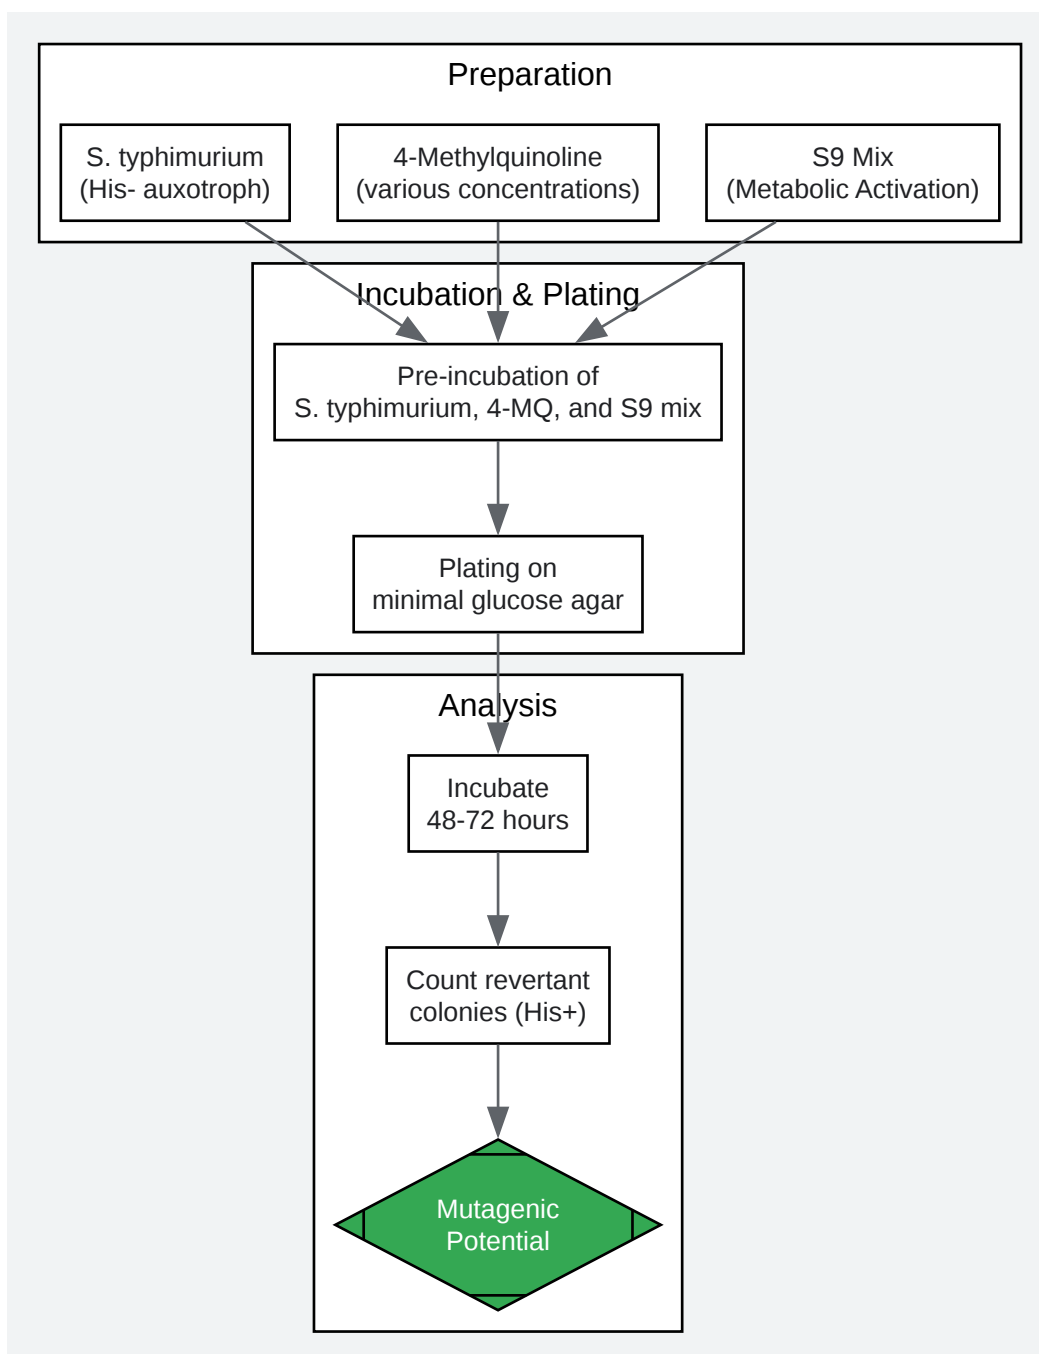 Preparation
S. typhimurium
(His- auxotroph)
4-Methylquinoline
(various concentrations)
S9 Mix
(Metabolic Activation)
Incubation & Plating
Pre-incubation of
S. typhimurium, 4-MQ, and S9 mix
Plating on
minimal glucose agar
Analysis
Incubate
48-72 hours
Count revertant
colonies (His+)
Mutagenic
Potential